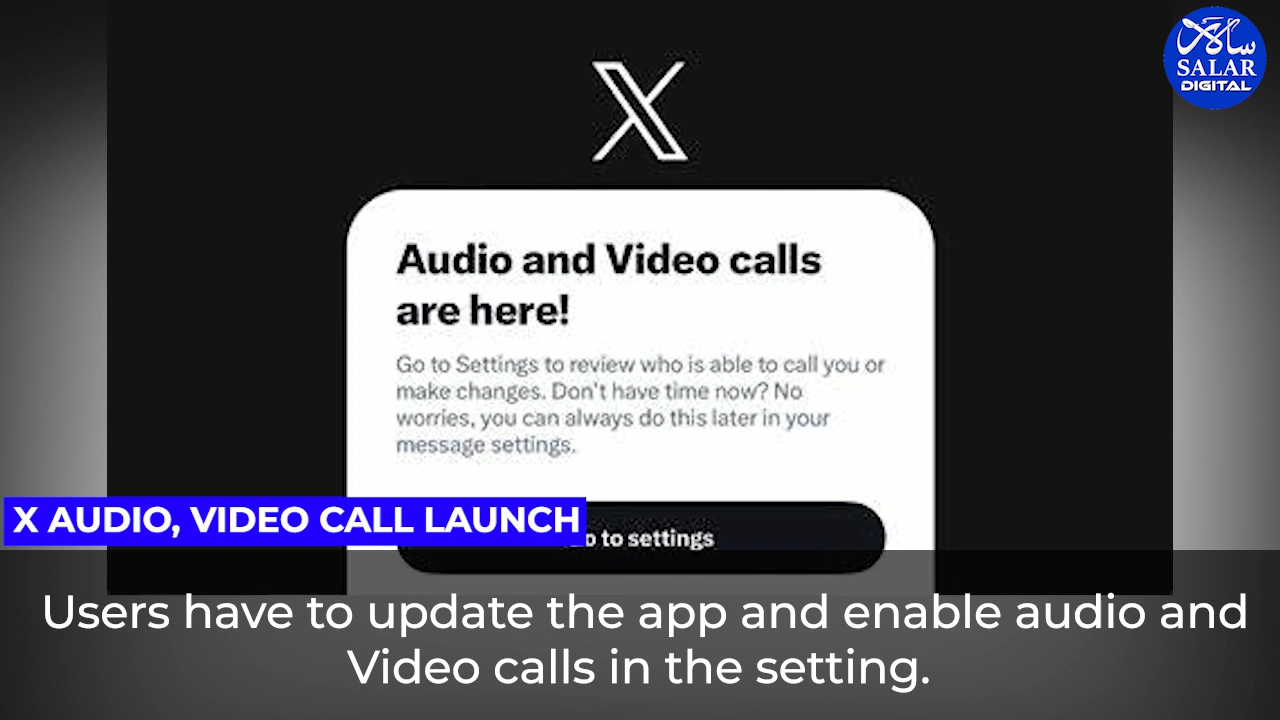 سالار
SALAR
DIGITAL
X
Audio and Video calls
are here!
Go to Settings to review who is able to call you or
make changes. Don't have time now? No
worries, you can always do this later in your
message settings.
X AUDIO, VIDEO CALL LAUNCH
to settings
Users have to update the app and enable audio and
Video calls in the setting.